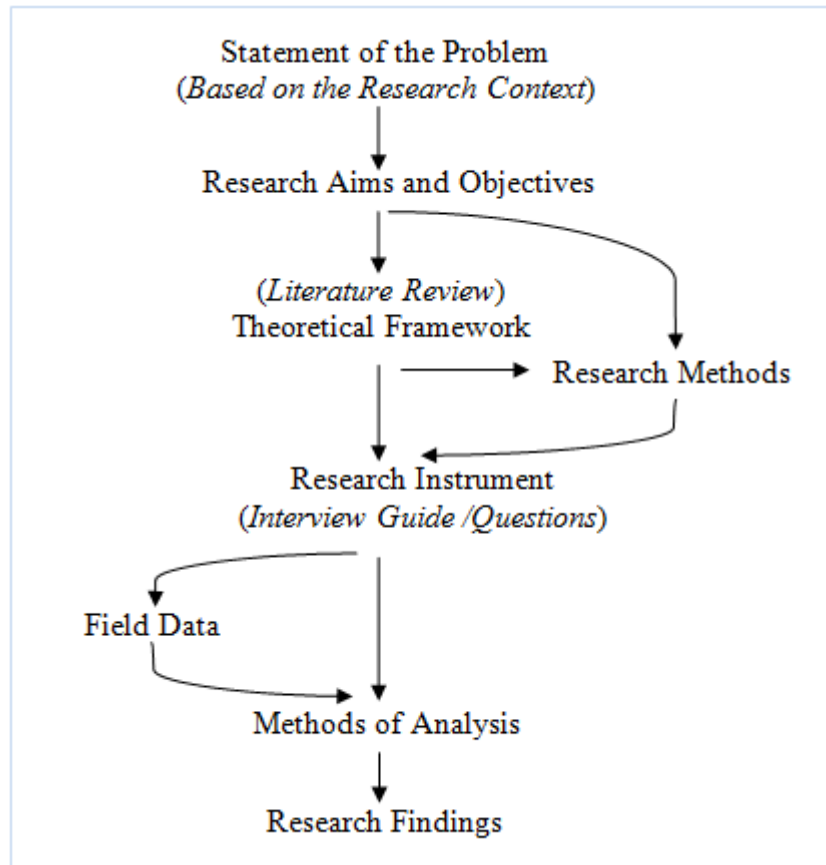 Statement of the Problem
(Based on the Research Context)
Research Aims and Objectives
(Literature Review)
Theoretical Framework
Research Methods
Research Instrument
(Interview Guide /Questions)
Field Data
Methods of Analysis
Research Findings